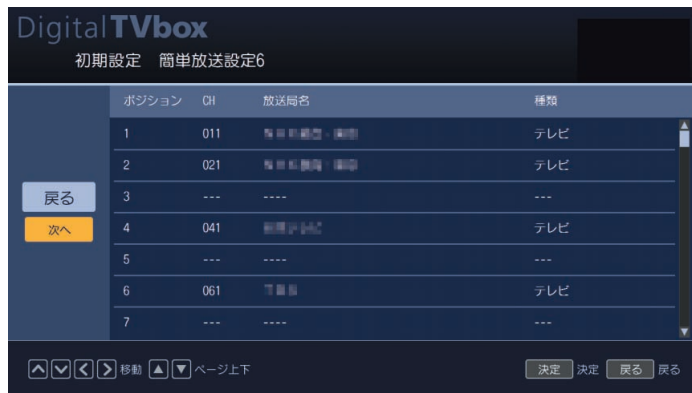 DigitalTVbox
初期設定 簡単放送設定6
ポジション CH 放送局名 種類
1 011 テレビ
2 021 テレビ
戻る
3 --- ---- ---
次へ
4 041 テレビ
5 --- ---- ---
6 061 テレビ
7 --- ---- ---
移動 ページ上下 決定 決定 戻る 戻る